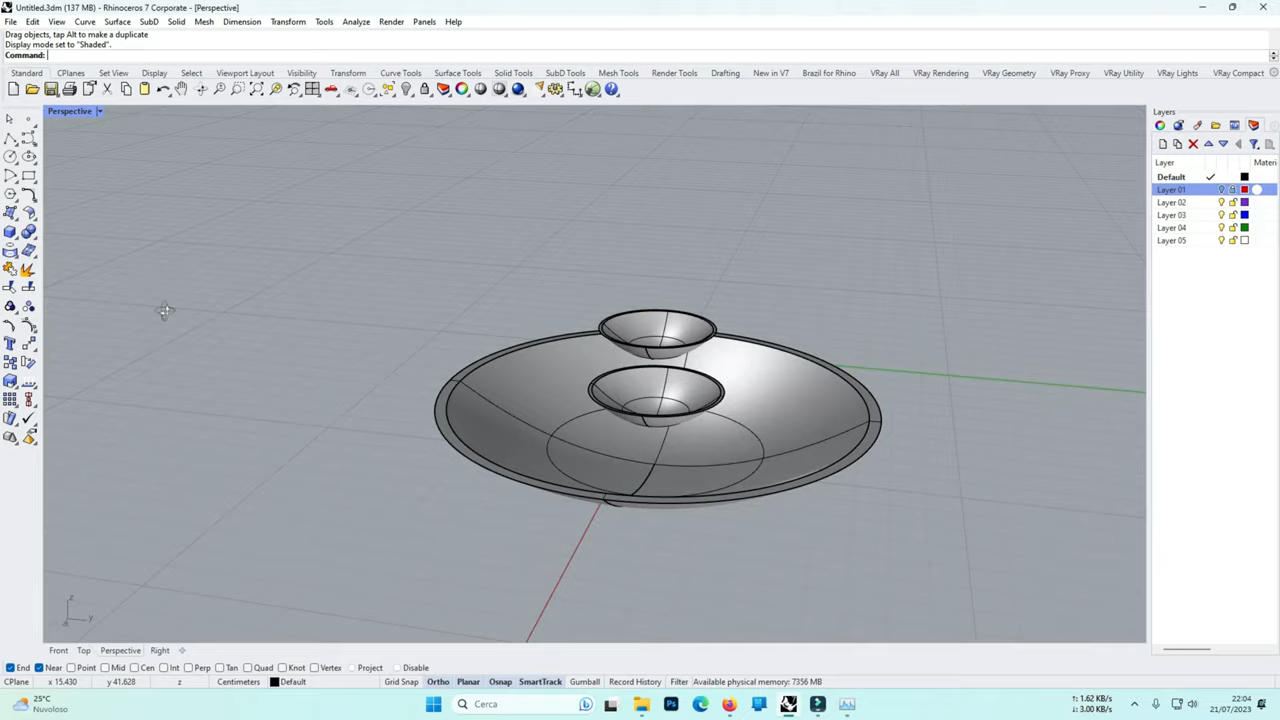 Untitled.3dm (137 MB) - Rhinoceros 7 Corporate - [Perspective]
File Edit View Curve Surface SubD Solid Mesh Dimension Transform Tools Analyze Render Panels Help
Drag objects, tap Alt to make a duplicate
Display mode set to "Shaded".
Command:
Standard CPlanes Set View Display Select Viewport Layout Visibility Transform Curve Tools Surface Tools Solid Tools SubD Tools Mesh Tools Render Tools Drafting New in V7 Brazil for Rhino VRay All VRay Rendering VRay Geometry VRay Proxy VRay Utility VRay Lights VRay Compact
Perspective
Layers
Layer Materi
Default
Layer 01
Layer 02
Layer 03
Layer 04
Layer 05
z
y
Front Top Perspective Right
End Near Point Mid Cen Int Perp Tan Quad Knot Vertex Project Disable
CPlane x 15.430 y 41.628 z Centimeters Default Grid Snap Ortho Planar Osnap SmartTrack Gumball Record History Filter Available physical memory: 7356 MB
25°C
Nuvoloso
Cerca
↑: 1.62 KB/s
↓: 3.00 KB/s
22:04
21/07/2023